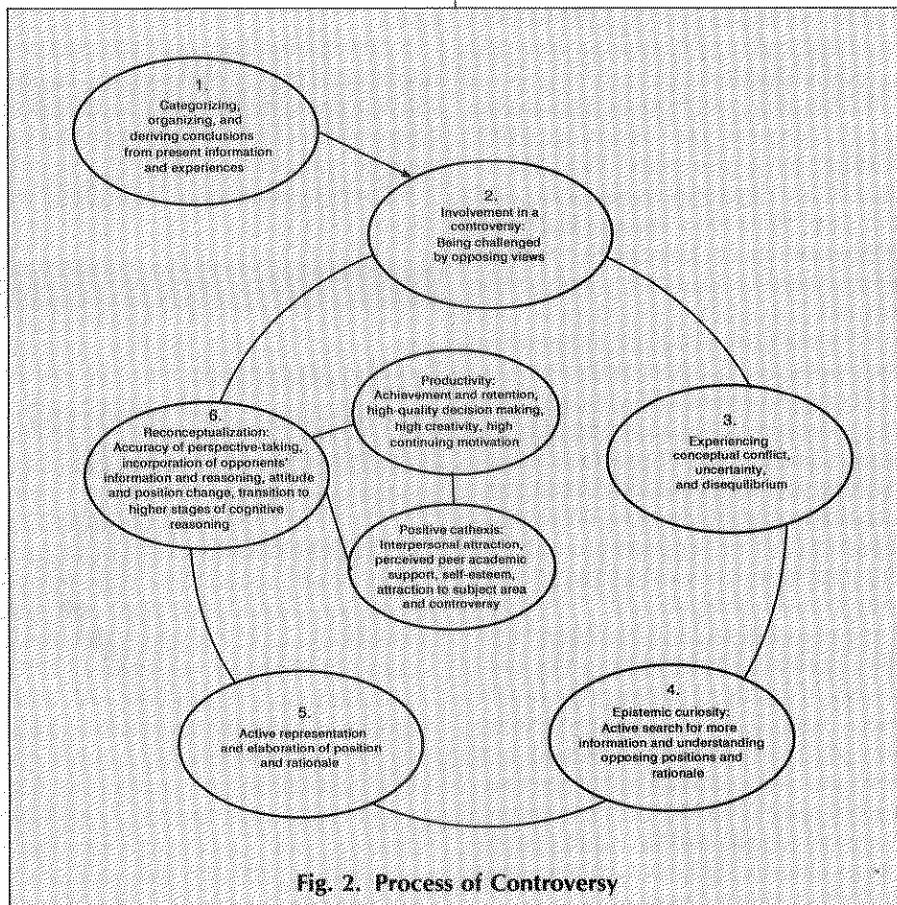 1.
Categorizing,
organizing, and
deriving conclusions
from present information
and experiences
2.
Involvement in a
controversy:
Being challenged
by opposing views
3.
Experiencing
conceptual conflict,
uncertainty,
and disequilibrium
4.
Epistemic curiosity:
Active search for more
information and understanding
opposing positions and
rationale
5.
Active representation
and elaboration of position
and rationale
6.
Reconceptualization:
Accuracy of perspective-taking,
incorporation of opponents'
information and reasoning, attitude
and position change, transition to
higher stages of cognitive
reasoning
Productivity:
Achievement and retention,
high-quality decision making,
high creativity, high
continuing motivation
Positive cathexis:
Interpersonal attraction,
perceived peer academic
support, self-esteem,
attraction to subject area
and controversy
Fig. 2. Process of Controversy